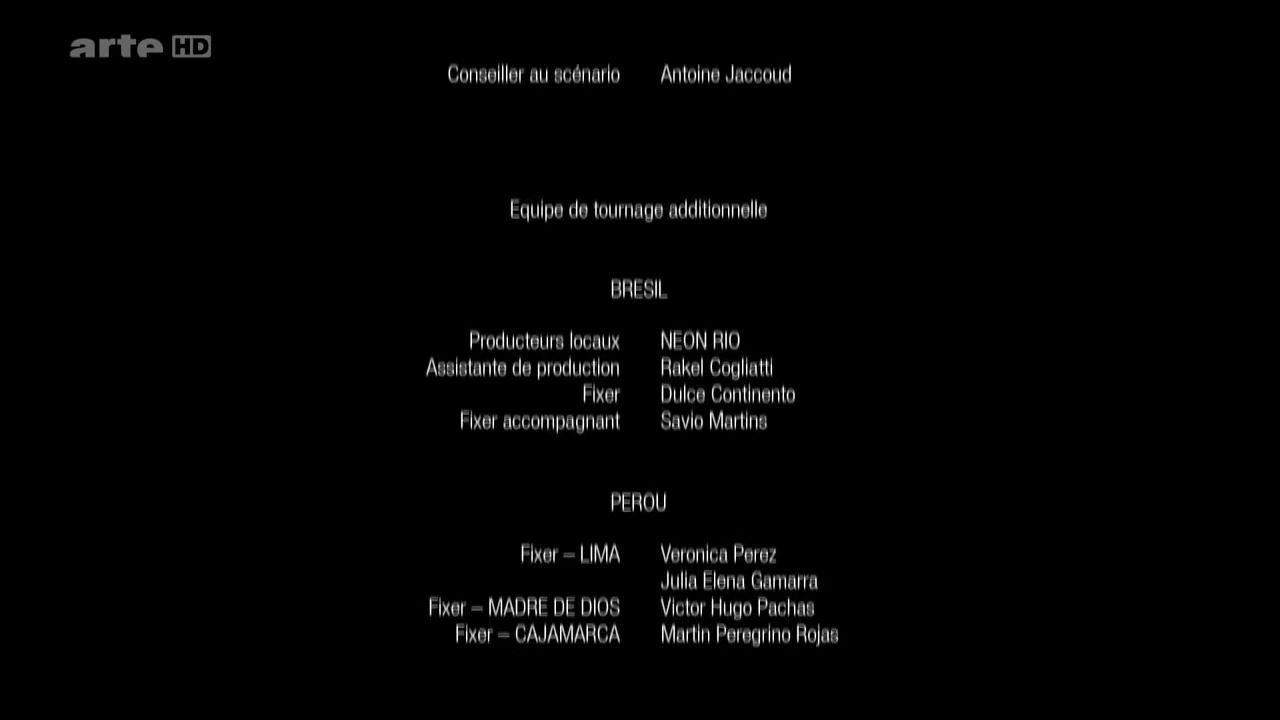 arte HD
Conseiller au scénario Antoine Jaccoud
Equipe de tournage additionnelle
BRESIL
Producteurs locaux NEON RIO
Assistante de production Rakel Cogliatti
Fixer Dulce Continento
Fixer accompagnant Savio Martins
PEROU
Fixer – LIMA Veronica Perez
Julia Elena Gamarra
Fixer – MADRE DE DIOS Victor Hugo Pachas
Fixer – CAJAMARCA Martin Peregrino Rojas